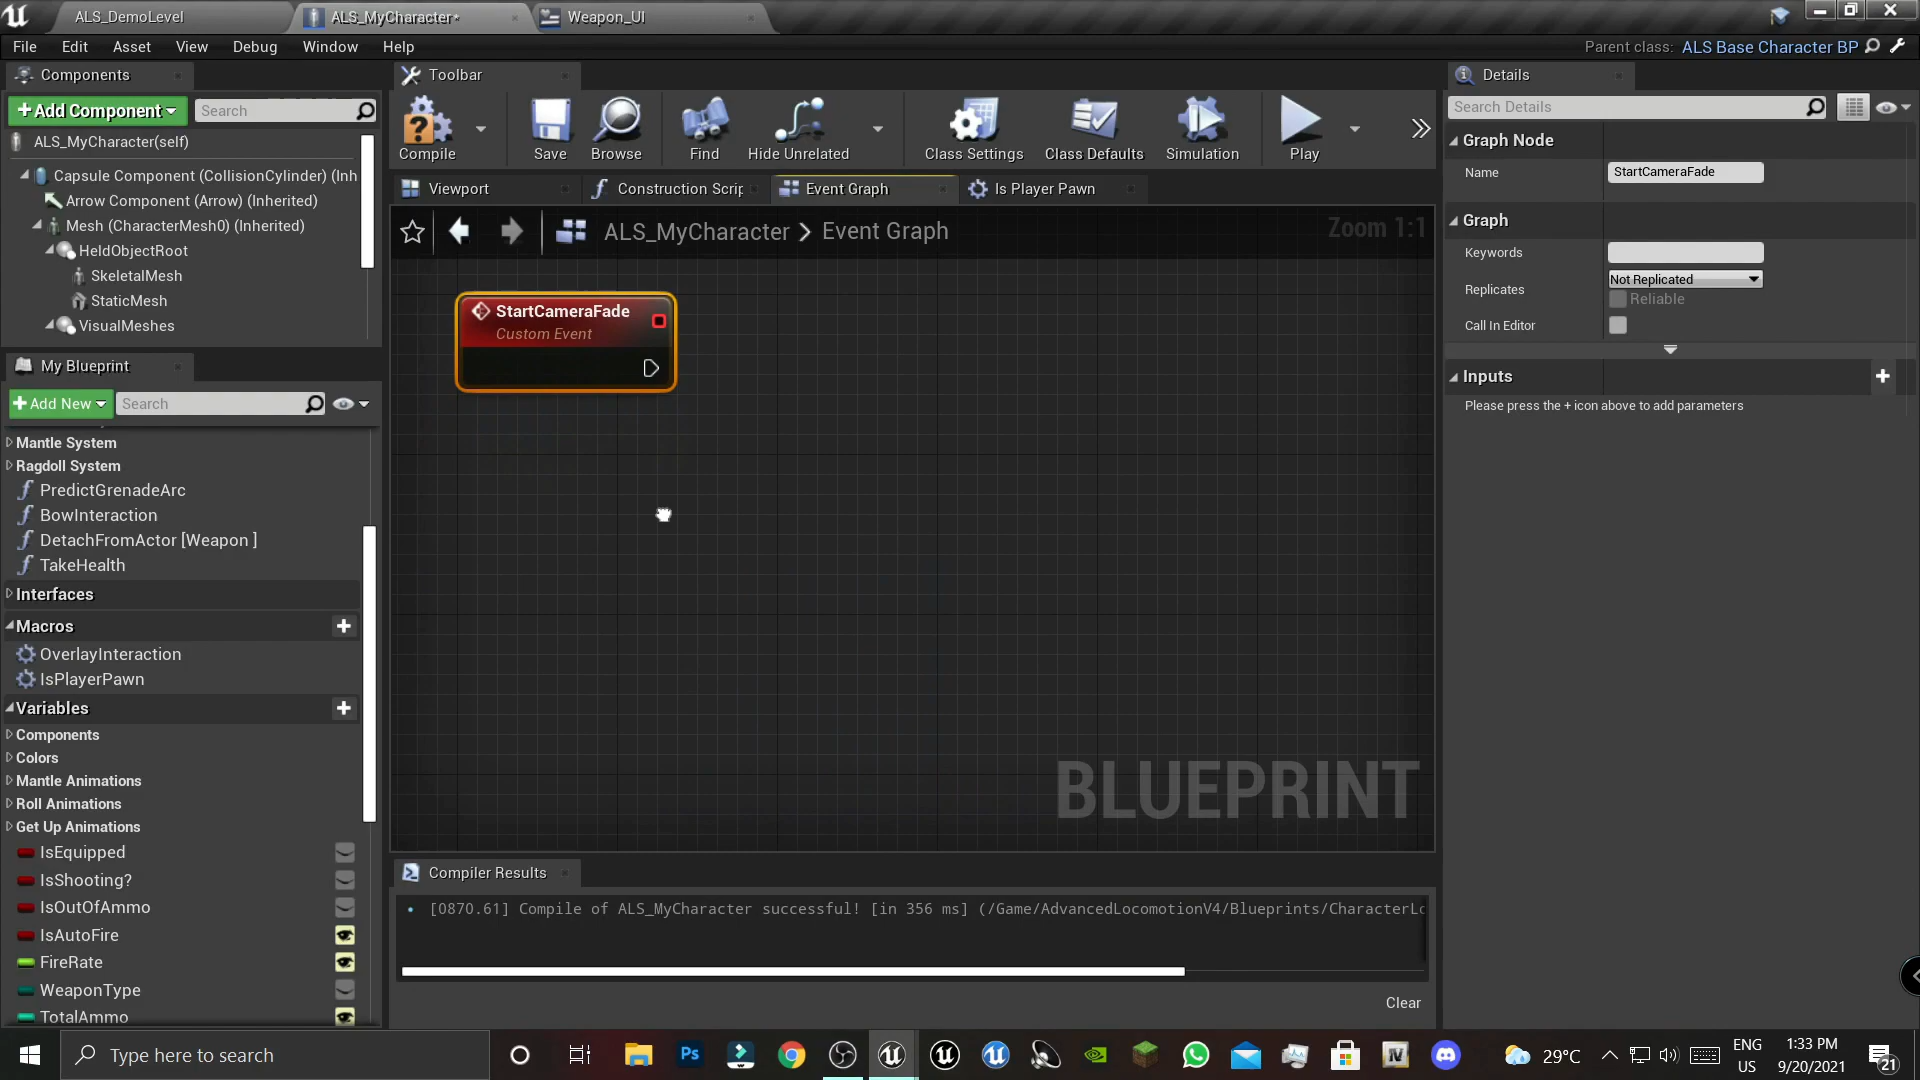 ALS_DemoLevel
ALS_MyCharacter*
Weapon_UI
File Edit Asset View Debug Window Help
Parent class: ALS Base Character BP
Components
Toolbar
Details
+Add Component
Search
Search Details
ALS_MyCharacter(self)
Capsule Component (CollisionCylinder) (Inh
Arrow Component (Arrow) (Inherited)
Mesh (CharacterMesh0) (Inherited)
HeldObjectRoot
SkeletalMesh
StaticMesh
VisualMeshes
Compile
Save
Browse
Find
Hide Unrelated
Class Settings
Class Defaults
Simulation
Play
Viewport
Construction Scrip
Event Graph
Is Player Pawn
ALS_MyCharacter > Event Graph
Zoom 1:1
StartCameraFade
Custom Event
BLUEPRINT
Graph Node
Name
StartCameraFade
Graph
Keywords
Replicates
Not Replicated
Reliable
Call In Editor
Inputs
Please press the + icon above to add parameters
My Blueprint
+Add New
Search
Mantle System
Ragdoll System
PredictGrenadeArc
BowInteraction
DetachFromActor [Weapon ]
TakeHealth
Interfaces
Macros
OverlayInteraction
IsPlayerPawn
Variables
Components
Colors
Mantle Animations
Roll Animations
Get Up Animations
IsEquipped
IsShooting?
IsOutOfAmmo
IsAutoFire
FireRate
WeaponType
TotalAmmo
Compiler Results
[0870.61] Compile of ALS_MyCharacter successful! [in 356 ms] (/Game/AdvancedLocomotionV4/Blueprints/CharacterLo
Clear
Type here to search
Ps
29°C
ENG
US
1:33 PM
9/20/2021
21